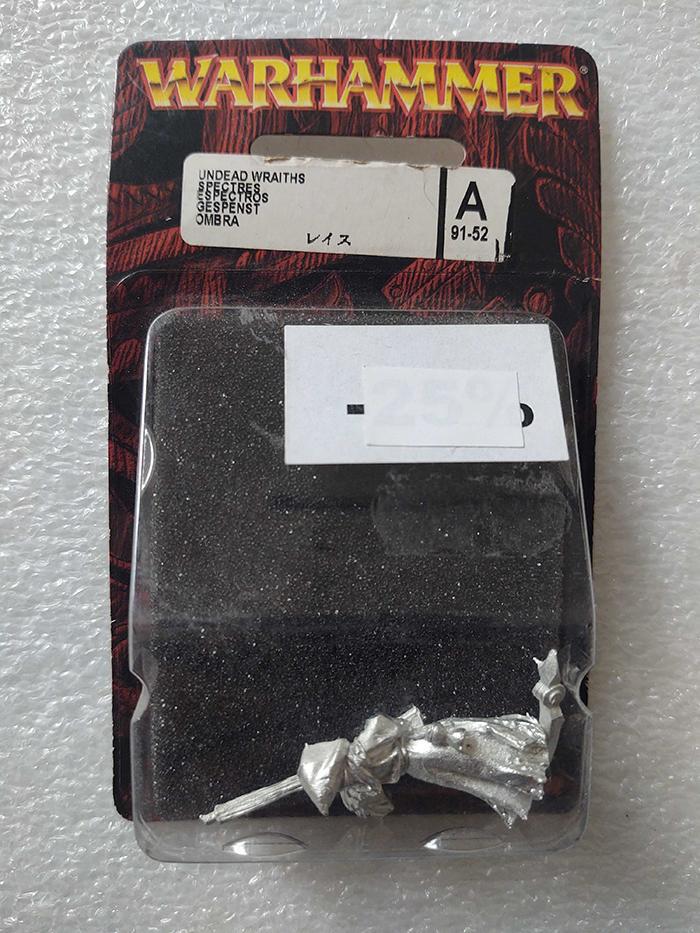 WARHAMMER®
UNDEAD WRAITHS
SPECTRES
ESPECTROS
GESPENST
OMBRA
レイス
A
91-52
-25%